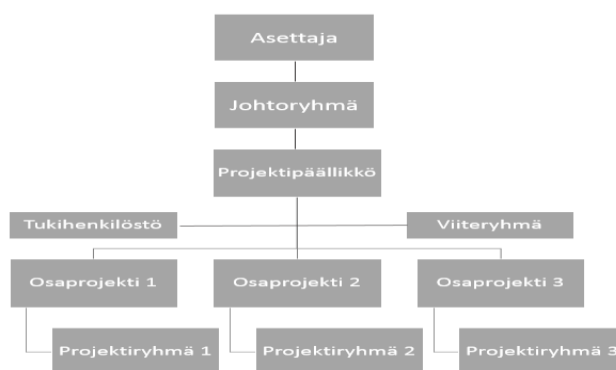 Asettaja
Johtoryhmä
Projektipäällikkö
Tukihenkilöstö
Viiteryhmä
Osaprojekti 1
Osaprojekti 2
Osaprojekti 3
Projektiryhmä 1
Projektiryhmä 2
Projektiryhmä 3